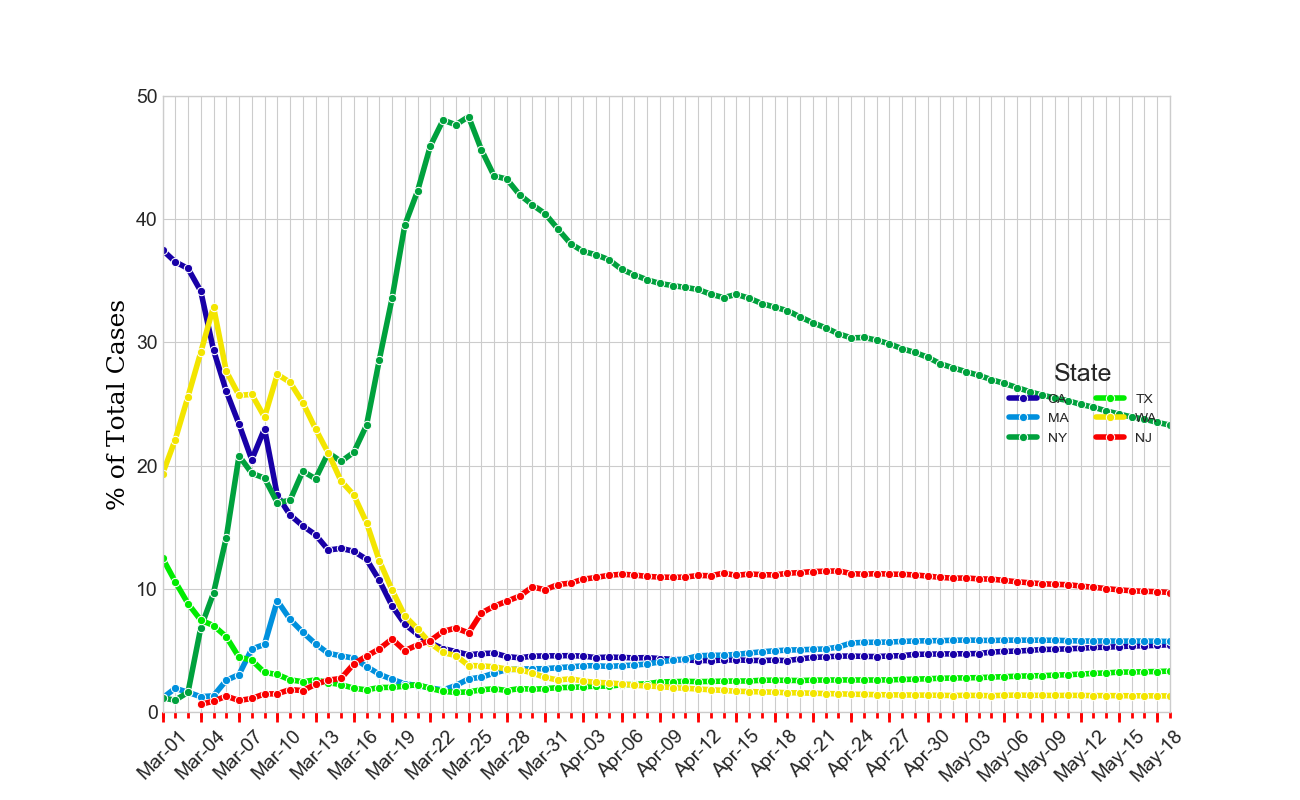 50
40
30
20
10
0
% of Total Cases
State
CA TX
MA WA
NY NJ
Mar-01 Mar-04 Mar-07 Mar-10 Mar-13 Mar-16 Mar-19 Mar-22 Mar-25 Mar-28 Mar-31 Apr-03 Apr-06 Apr-09 Apr-12 Apr-15 Apr-18 Apr-21 Apr-24 Apr-27 Apr-30 May-03 May-06 May-09 May-12 May-15 May-18